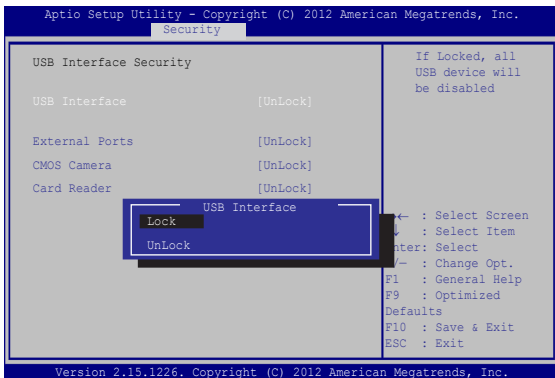 Aptio Setup Utility - Copyright (C) 2012 American Megatrends, Inc.
Security
USB Interface Security
USB Interface [UnLock]
External Ports [UnLock]
CMOS Camera [UnLock]
Card Reader [UnLock]
USB Interface
Lock
UnLock
If Locked, all
USB device will
be disabled
→← : Select Screen
↓ : Select Item
nter: Select
/— : Change Opt.
F1 : General Help
F9 : Optimized
Defaults
F10 : Save & Exit
ESC : Exit
Version 2.15.1226. Copyright (C) 2012 American Megatrends, Inc.